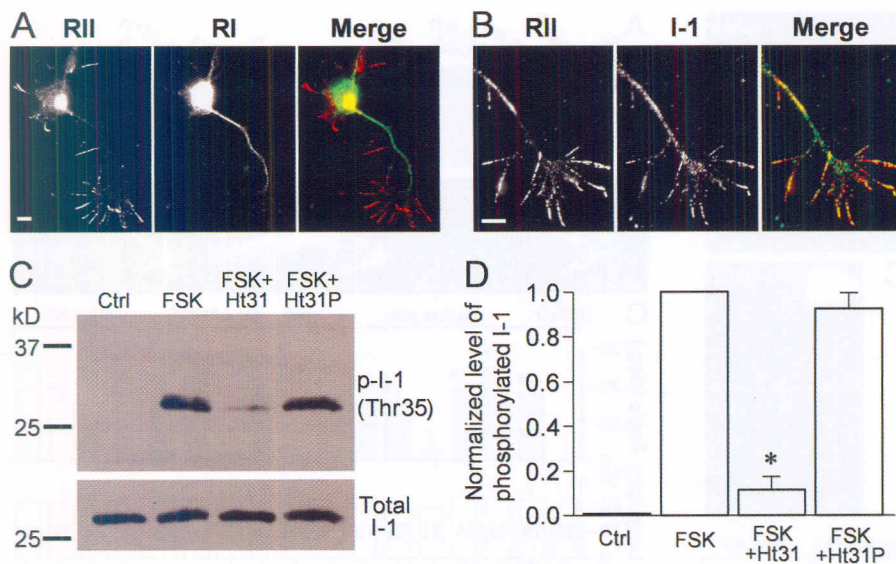 A RII RI Merge
B RII I-1 Merge
C
Ctrl FSK FSK+ Ht31 FSK+ Ht31P
kD
37
25
p-I-1
(Thr35)
25
Total
I-1
D
Normalized level of
phosphorylated I-1
1.0
0.8
0.6
0.4
0.2
0.0
*
Ctrl FSK FSK +Ht31 FSK +Ht31P